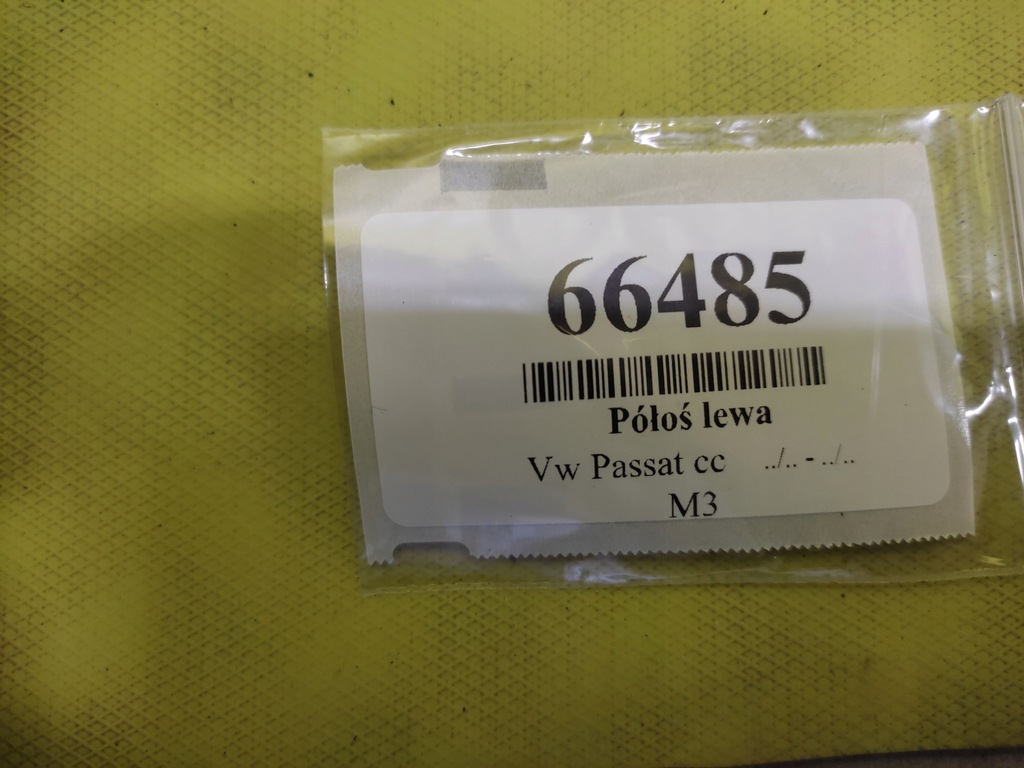 66485
Półoś lewa
Vw Passat cc ../.. - ../..
M3